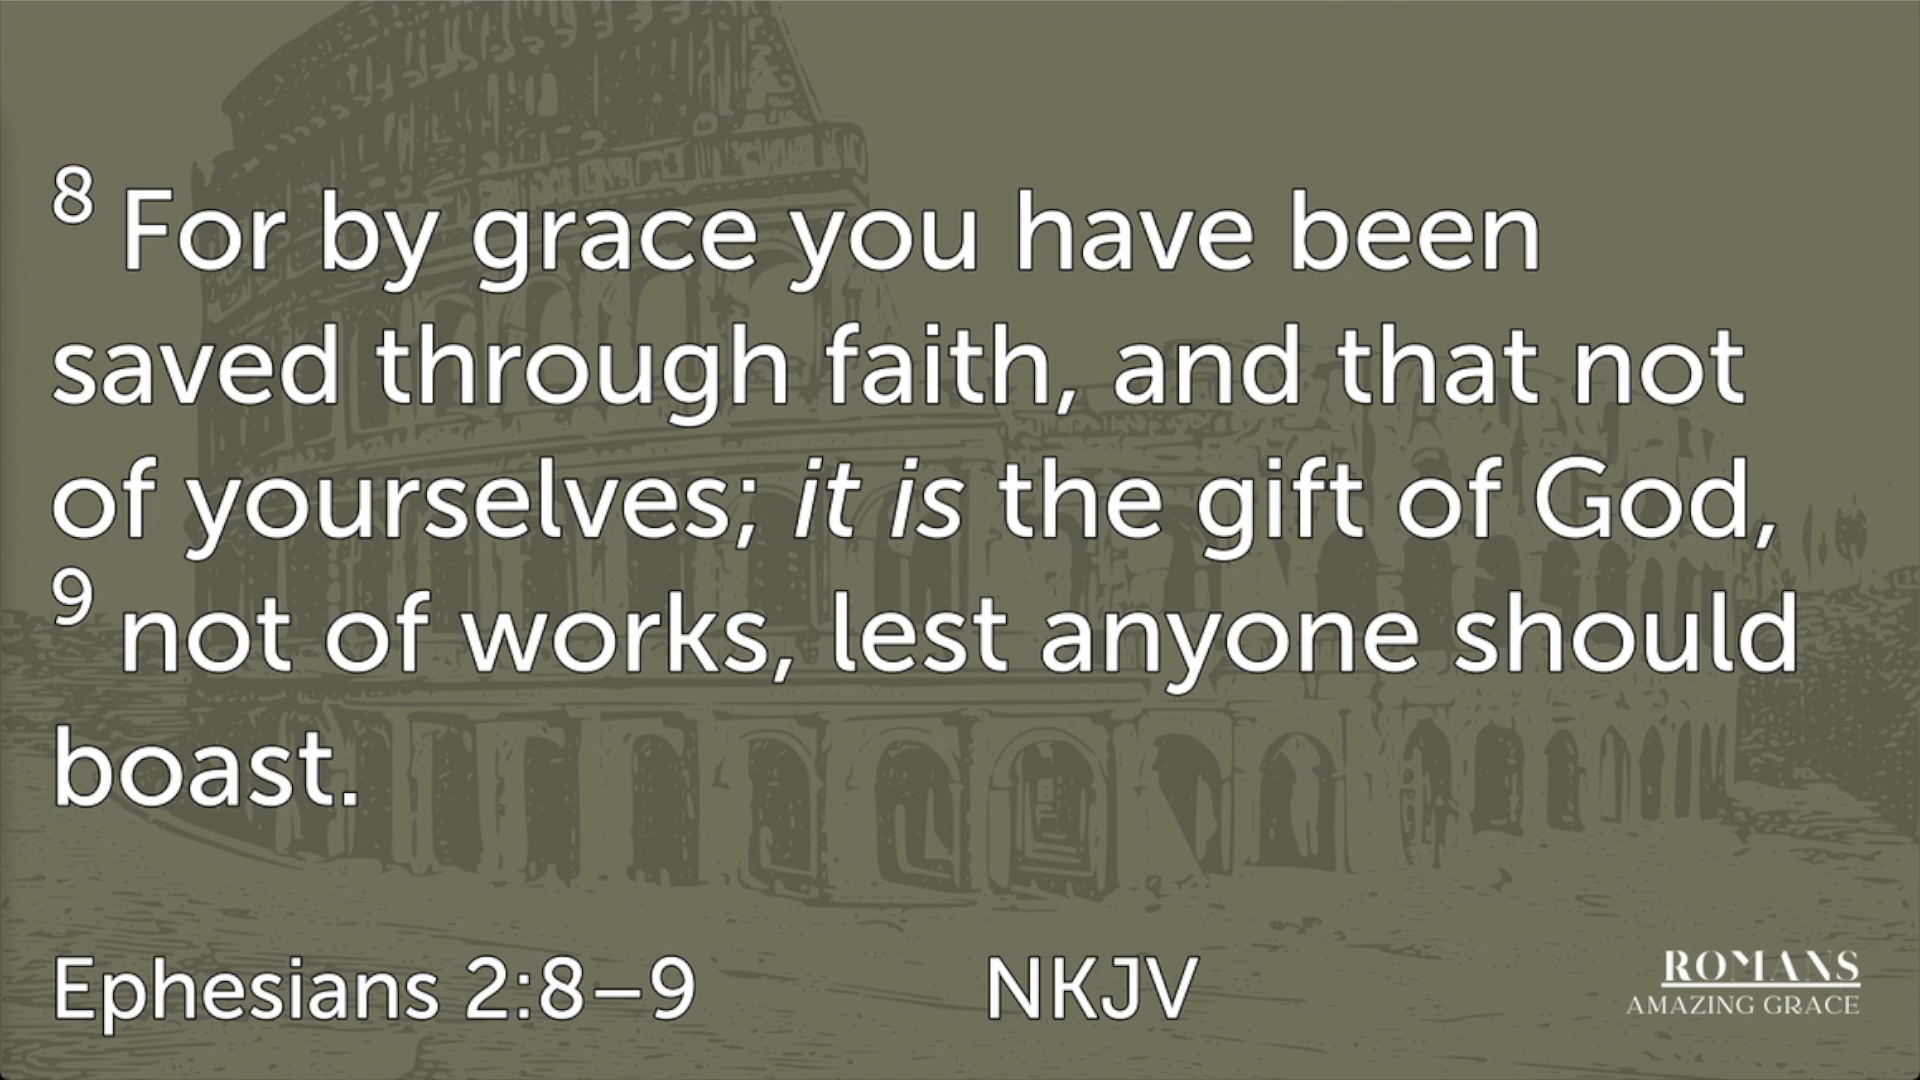 8 For by grace you have been
saved through faith, and that not
of yourselves; it is the gift of God,
9 not of works, lest anyone should
boast.
Ephesians 2:8–9 NKJV
ROMANS
AMAZING GRACE